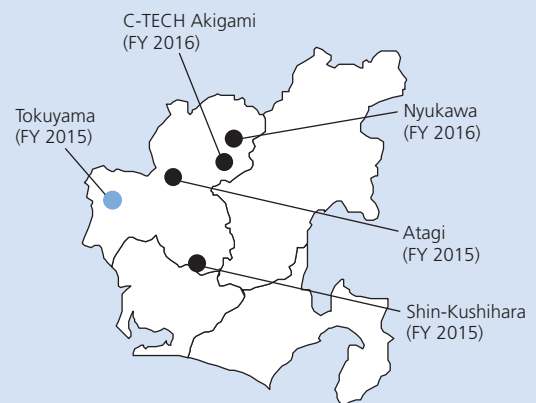 C-TECH Akigami
(FY 2016)
Tokuyama
(FY 2015)
Nyukawa
(FY 2016)
Atagi
(FY 2015)
Shin-Kushihara
(FY 2015)